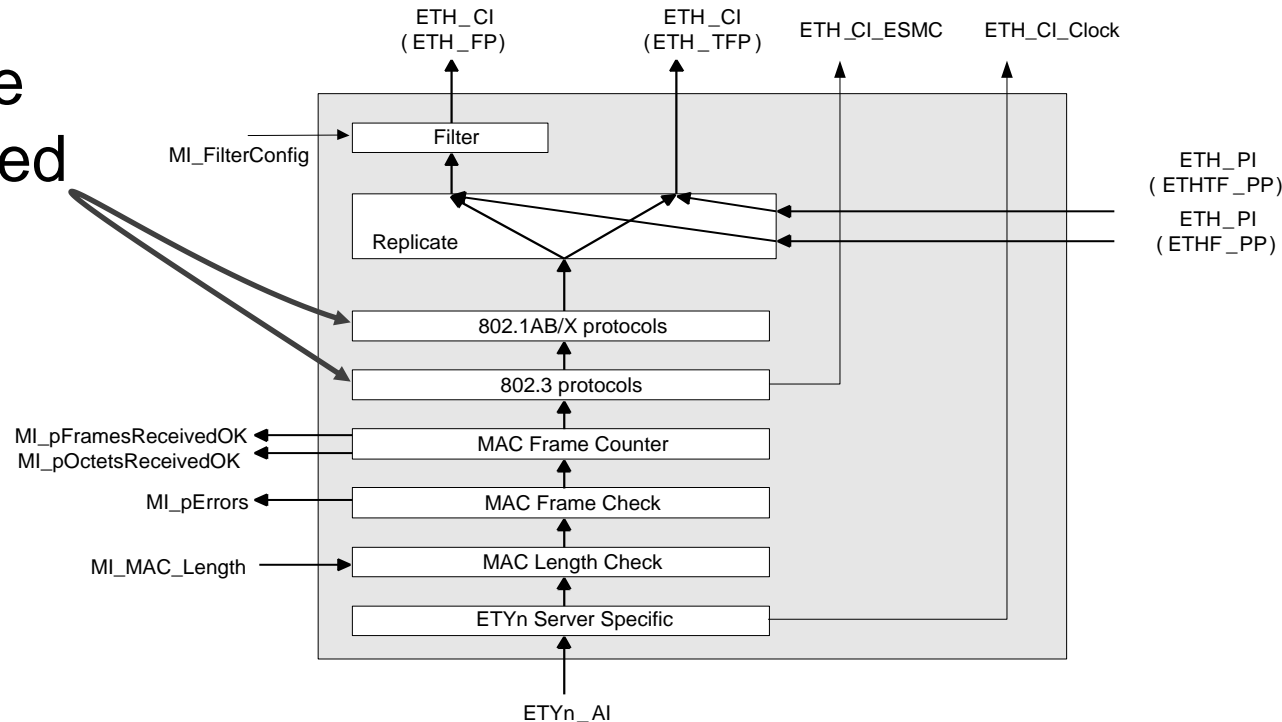 ETH_CI
(ETH_FP)
ETH_CI
(ETH_TFP)
ETH_CI_ESMC
ETH_CI_Clock
e
ed
MI_FilterConfig
Filter
ETH_PI
(ETHTF_PP)
ETH_PI
(ETHF_PP)
Replicate
802.1AB/X protocols
802.3 protocols
MI_pFramesReceivedOK
MI_pOctetsReceivedOK
MAC Frame Counter
MI_pErrors
MAC Frame Check
MI_MAC_Length
MAC Length Check
ETYn Server Specific
ETYn_AI